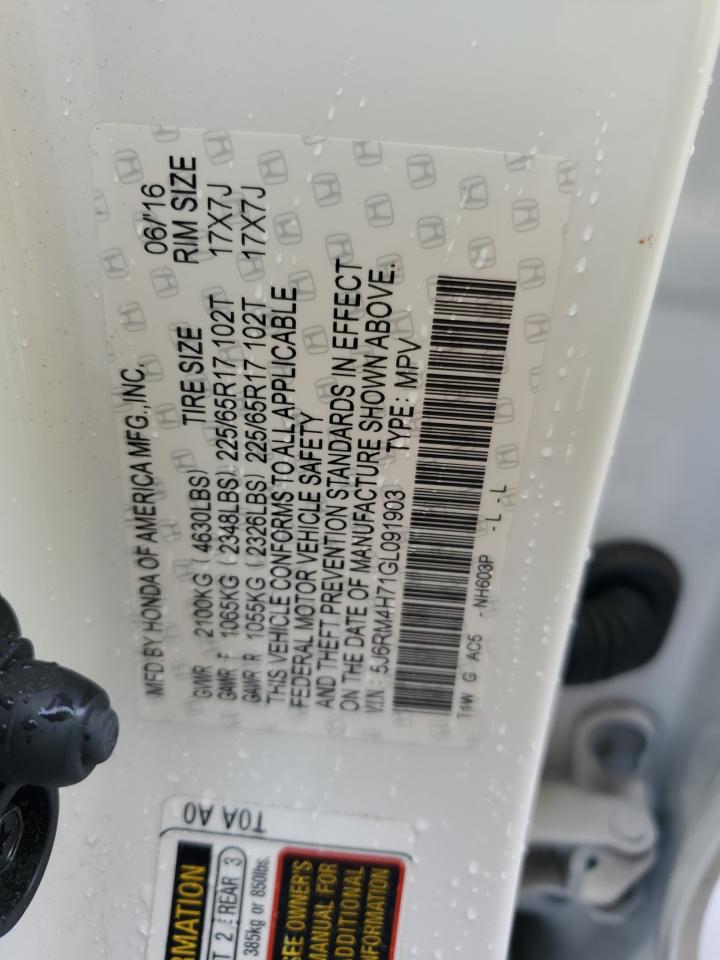 MFD BY HONDA OF AMERICA MFG., INC. 06/'16
GVWR 2100KG (4630LBS) TIRE SIZE RIM SIZE
GAWR F 1065KG (2348LBS) 225/65R17 102T 17X7J
GAWR R 1055KG (2326LBS) 225/65R17 102T 17X7J
THIS VEHICLE CONFORMS TO ALL APPLICABLE
FEDERAL MOTOR VEHICLE SAFETY
AND THEFT PREVENTION STANDARDS IN EFFECT
ON THE DATE OF MANUFACTURE SHOWN ABOVE.
V.I.N.: 5J6RM4H71GL091903 TYPE: MPV
T1W G AC5 - NH603P - L - L
T0A A0
RMATION
T 2 REAR 3
385kg or 850lbs.
SEE OWNER'S
MANUAL FOR
ADDITIONAL
INFORMATION